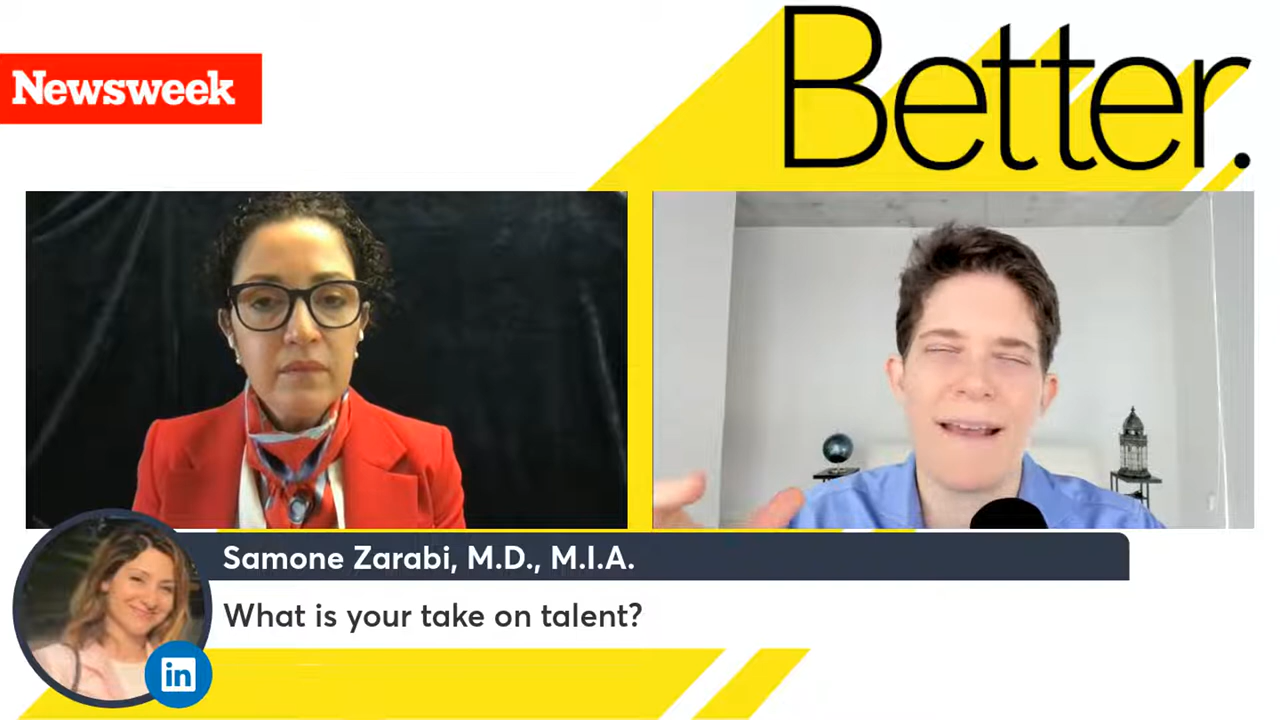 Newsweek
Better.
Samone Zarabi, M.D., M.I.A.
What is your take on talent?
in